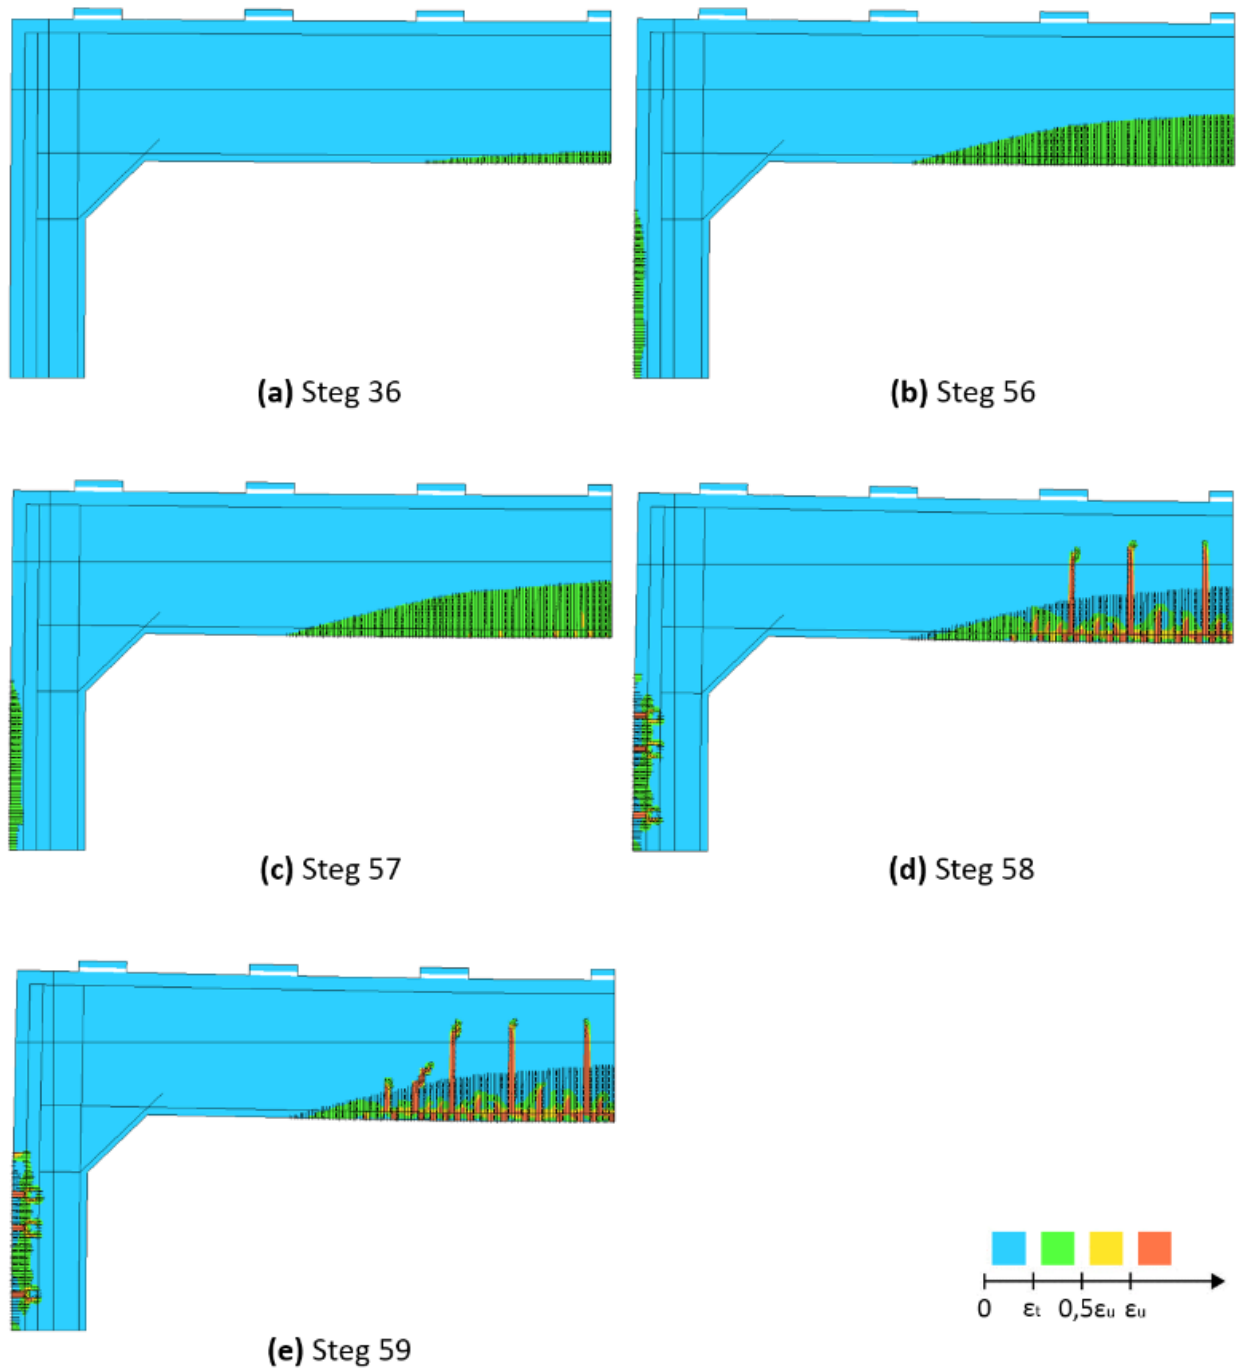 (a) Steg 36
(b) Steg 56
(c) Steg 57
(d) Steg 58
(e) Steg 59
0 εt 0,5εu εu